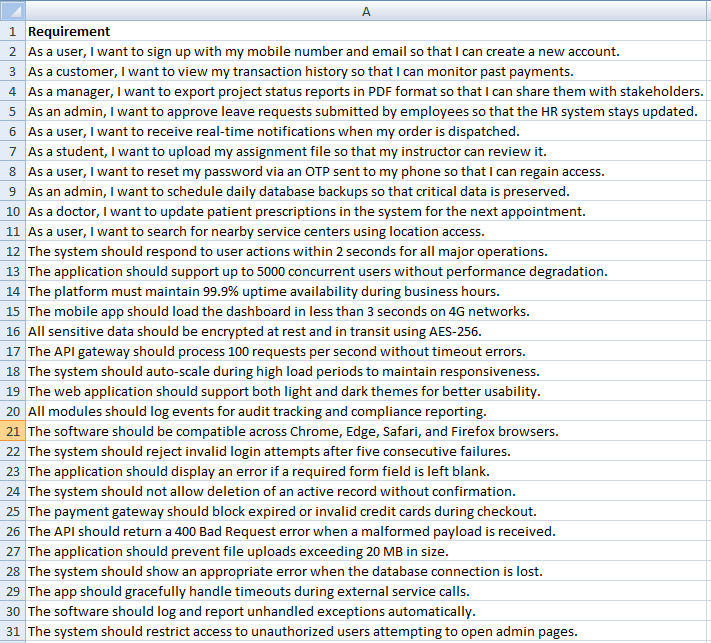 A
1 Requirement
2 As a user, I want to sign up with my mobile number and email so that I can create a new account.
3 As a customer, I want to view my transaction history so that I can monitor past payments.
4 As a manager, I want to export project status reports in PDF format so that I can share them with stakeholders.
5 As an admin, I want to approve leave requests submitted by employees so that the HR system stays updated.
6 As a user, I want to receive real-time notifications when my order is dispatched.
7 As a student, I want to upload my assignment file so that my instructor can review it.
8 As a user, I want to reset my password via an OTP sent to my phone so that I can regain access.
9 As an admin, I want to schedule daily database backups so that critical data is preserved.
10 As a doctor, I want to update patient prescriptions in the system for the next appointment.
11 As a user, I want to search for nearby service centers using location access.
12 The system should respond to user actions within 2 seconds for all major operations.
13 The application should support up to 5000 concurrent users without performance degradation.
14 The platform must maintain 99.9% uptime availability during business hours.
15 The mobile app should load the dashboard in less than 3 seconds on 4G networks.
16 All sensitive data should be encrypted at rest and in transit using AES-256.
17 The API gateway should process 100 requests per second without timeout errors.
18 The system should auto-scale during high load periods to maintain responsiveness.
19 The web application should support both light and dark themes for better usability.
20 All modules should log events for audit tracking and compliance reporting.
21 The software should be compatible across Chrome, Edge, Safari, and Firefox browsers.
22 The system should reject invalid login attempts after five consecutive failures.
23 The application should display an error if a required form field is left blank.
24 The system should not allow deletion of an active record without confirmation.
25 The payment gateway should block expired or invalid credit cards during checkout.
26 The API should return a 400 Bad Request error when a malformed payload is received.
27 The application should prevent file uploads exceeding 20 MB in size.
28 The system should show an appropriate error when the database connection is lost.
29 The app should gracefully handle timeouts during external service calls.
30 The software should log and report unhandled exceptions automatically.
31 The system should restrict access to unauthorized users attempting to open admin pages.